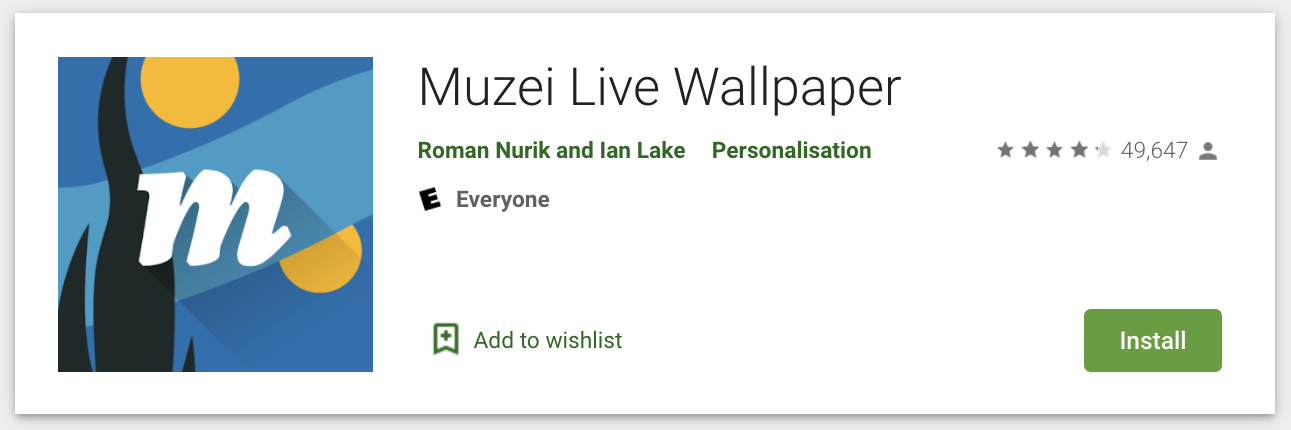 Muzei Live Wallpaper
Roman Nurik and Ian Lake Personalisation 49,647
E Everyone
m
Add to wishlist Install